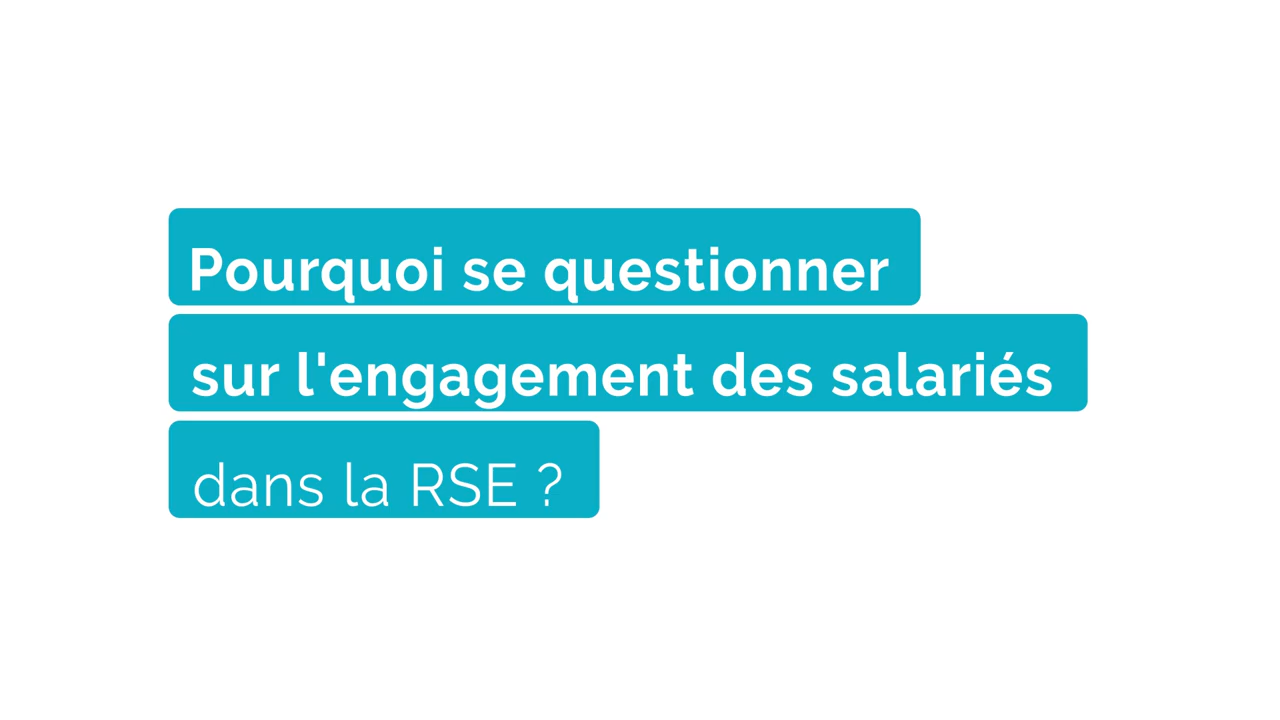 Pourquoi se questionner
sur l'engagement des salariés
dans la RSE ?